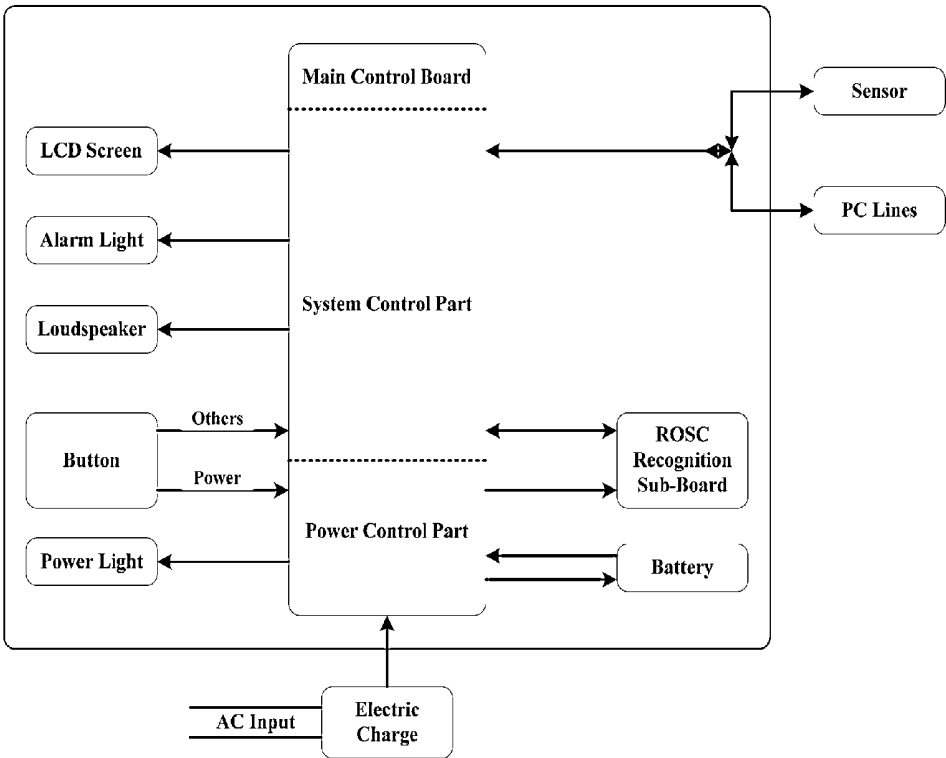 Main Control Board
Sensor
LCD Screen
PC Lines
Alarm Light
System Control Part
Loudspeaker
Others
Button
Power
ROSC
Recognition
Sub-Board
Power Control Part
Power Light
Battery
AC Input
Electric
Charge